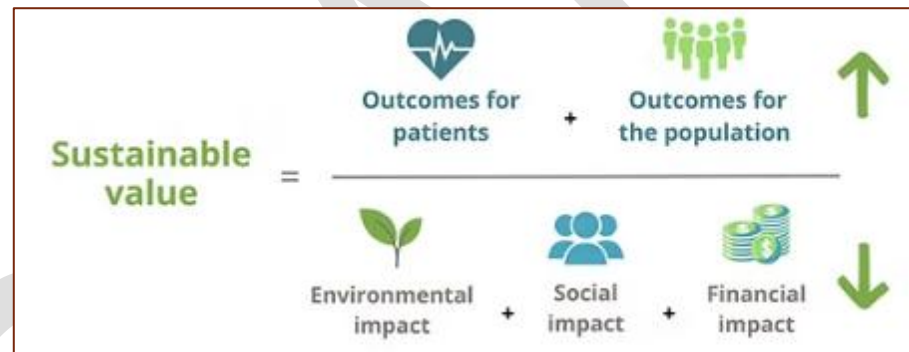 Outcomes for
patients
+
Outcomes for
the population
Sustainable
value
=
Environmental
impact
+
Social
impact
+
Financial
impact